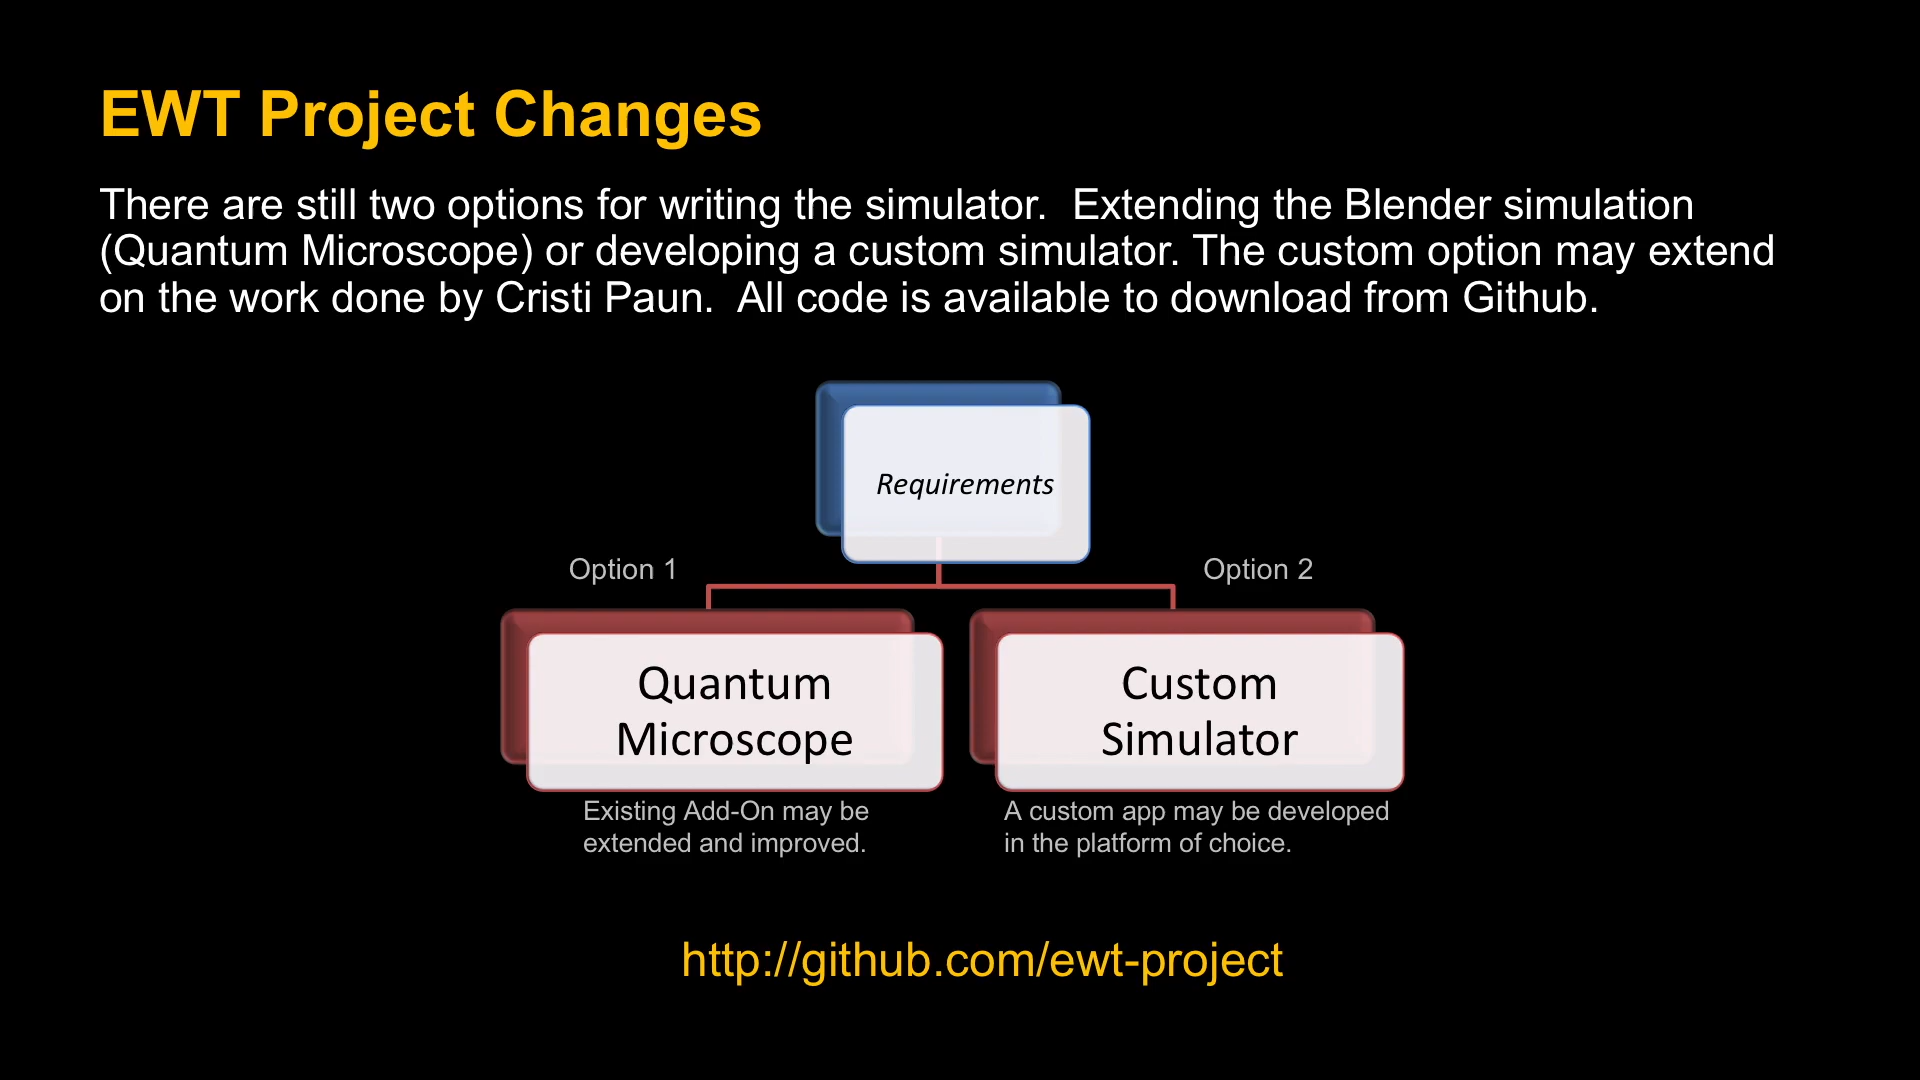 EWT Project Changes
There are still two options for writing the simulator.  Extending the Blender simulation
(Quantum Microscope) or developing a custom simulator. The custom option may extend
on the work done by Cristi Paun.  All code is available to download from Github.
Requirements
Option 1
Option 2
Quantum
Microscope
Custom
Simulator
Existing Add-On may be
extended and improved.
A custom app may be developed
in the platform of choice.
http://github.com/ewt-project